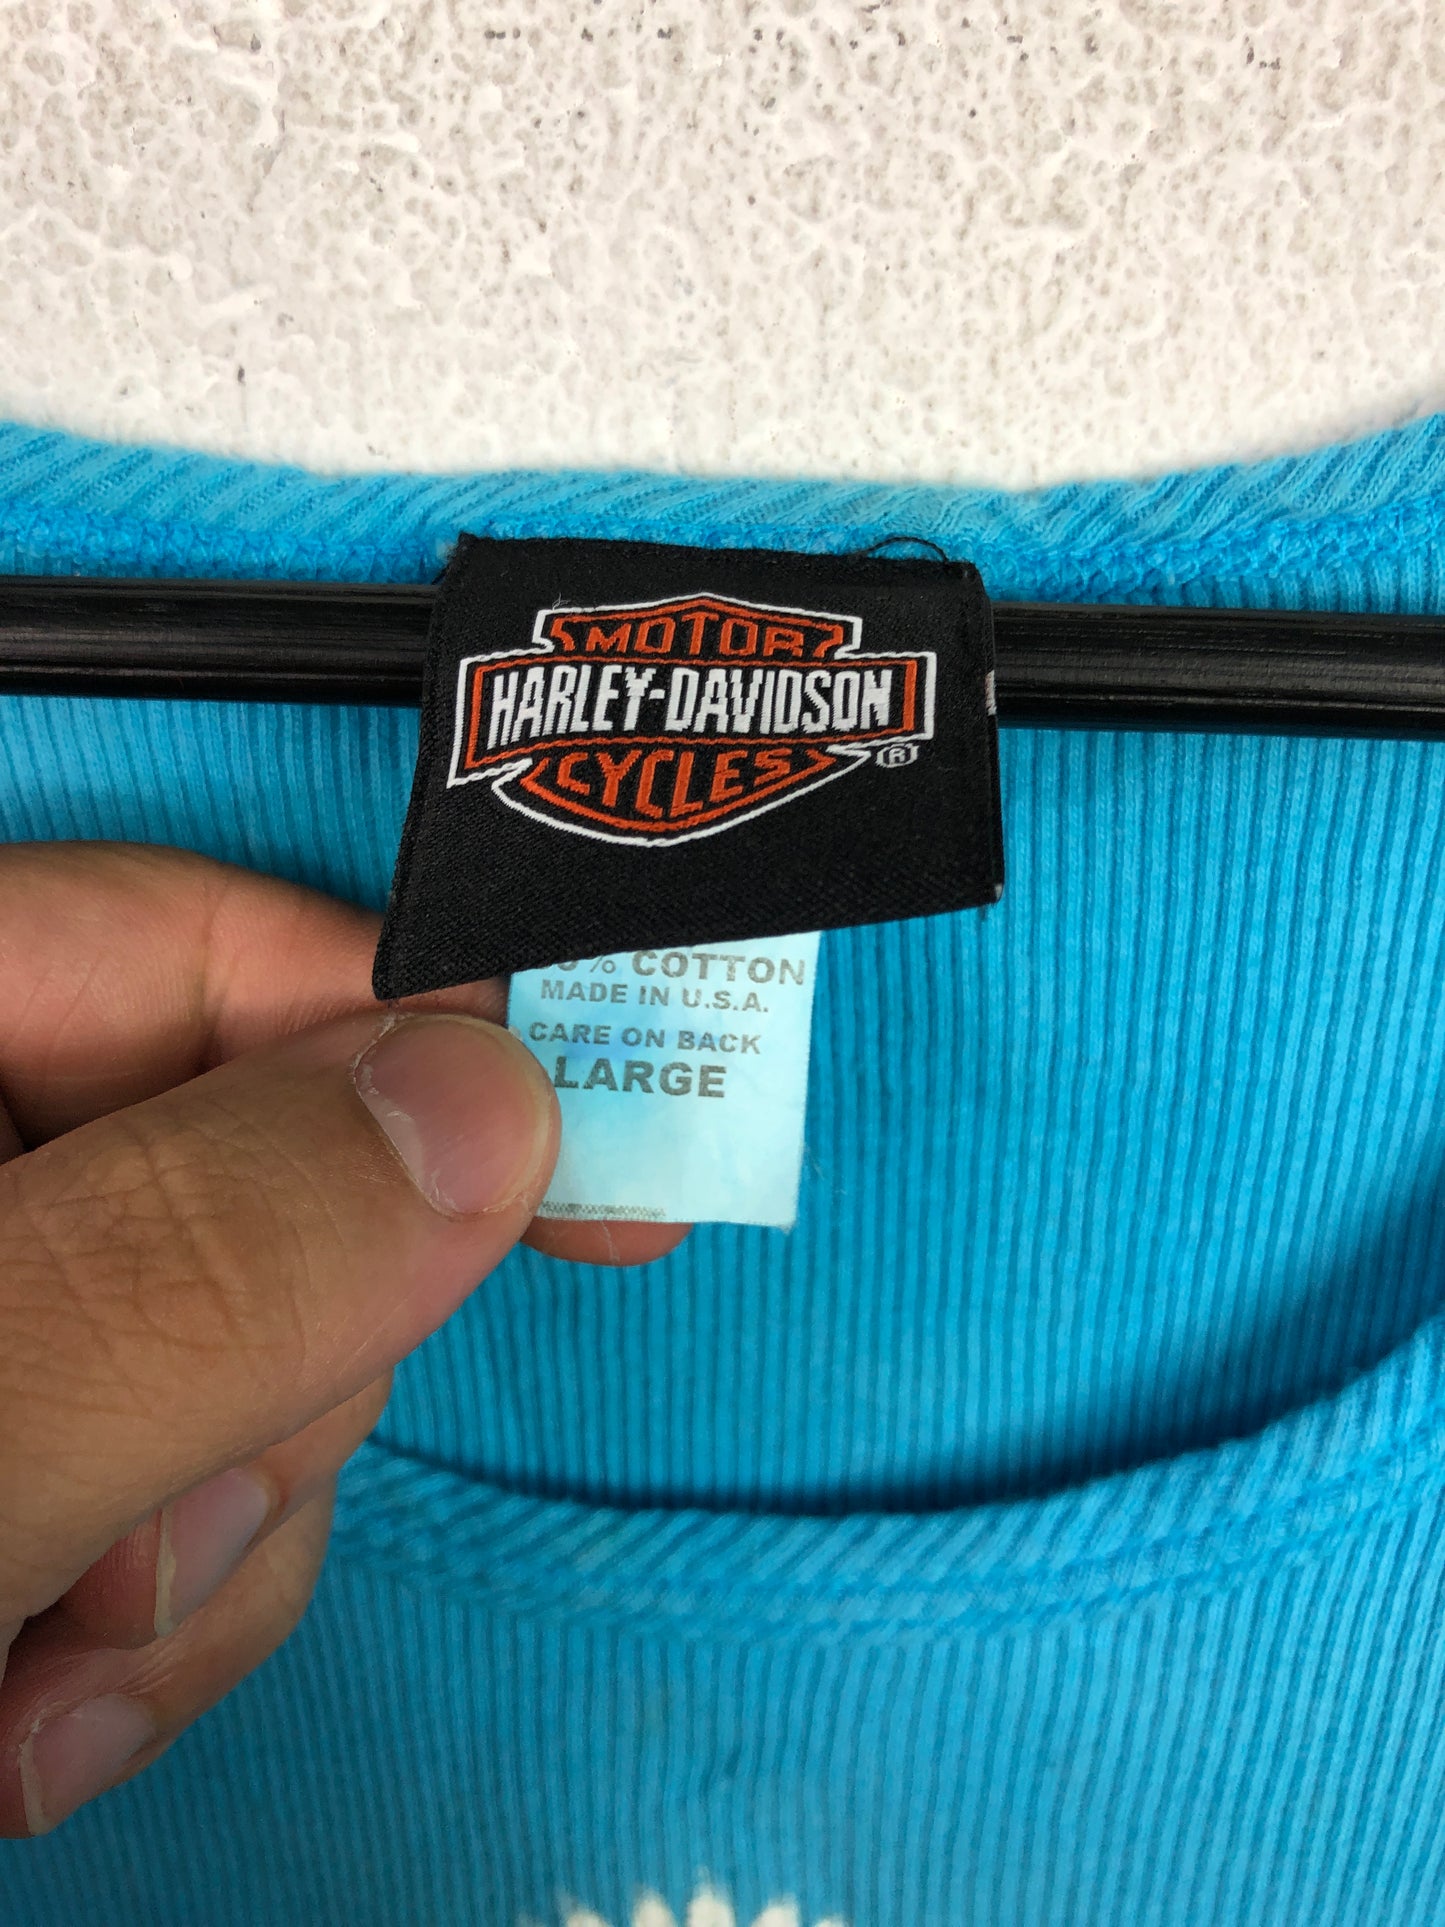 MOTOR
HARLEY-DAVIDSON
CYCLES
®
% COTTON
MADE IN U.S.A.
CARE ON BACK
LARGE